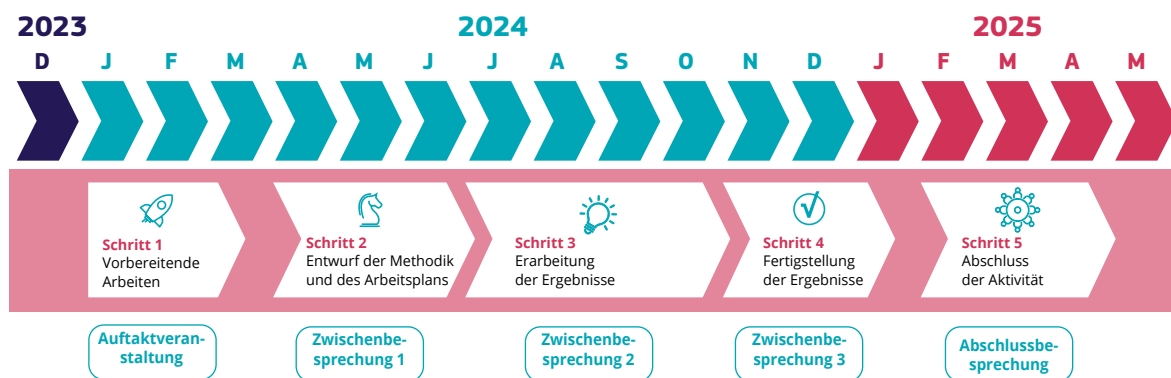 2023 2024 2025
D J F M A M J J A S O N D J F M A M
Schritt 1
Vorbereitende
Arbeiten
Schritt 2
Entwurf der Methodik
und des Arbeitsplans
Schritt 3
Erarbeitung
der Ergebnisse
Schritt 4
Fertigstellung
der Ergebnisse
Schritt 5
Abschluss
der Aktivität
Auftaktveran-
staltung
Zwischenbe-
sprechung 1
Zwischenbe-
sprechung 2
Zwischenbe-
sprechung 3
Abschlussbe-
sprechung